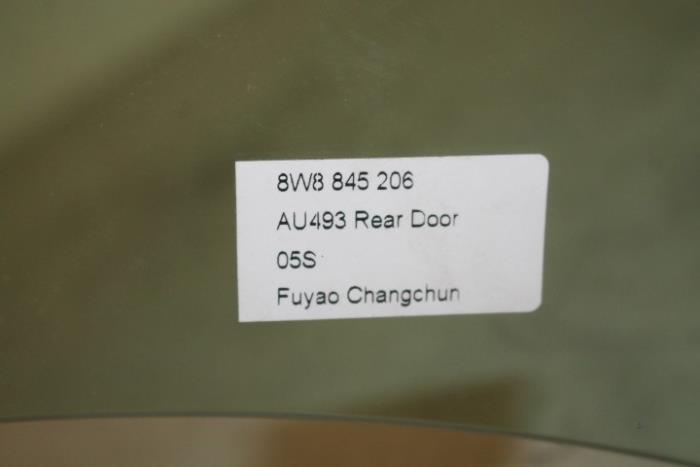 8W8 845 206
AU493 Rear Door
05S
Fuyao Changchun